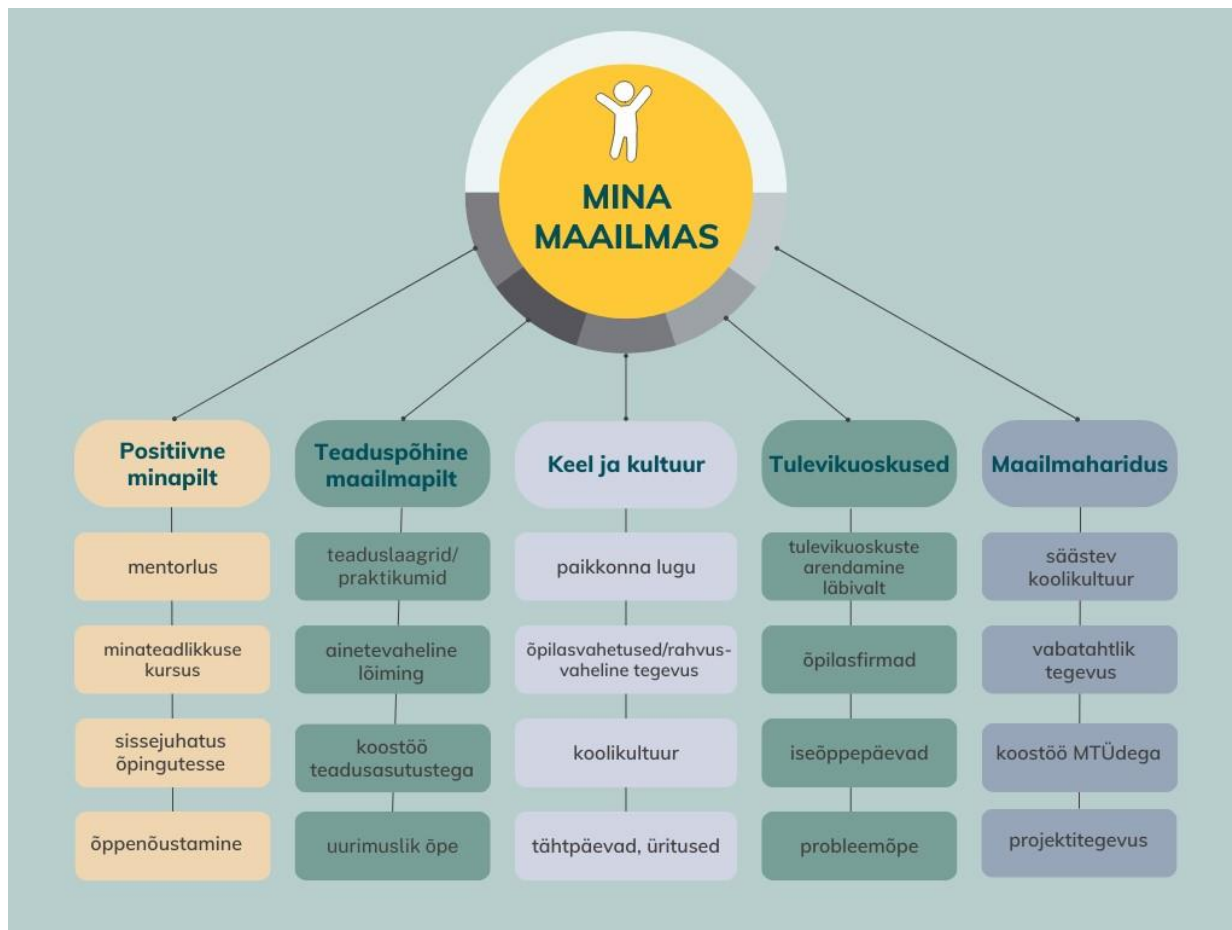 MINA
MAAILMAS
Positiivne
minapilt
mentorlus
minateadlikkuse
kursus
sissejuhatus
õpingutesse
õppenõustamine
Teaduspõhine
maailmapilt
teaduslaagrid/
praktikumid
ainetevaheline
lõiming
koostöö
teadusasutustega
uurimuslik õpe
Keel ja kultuur
paikkonna lugu
õpilasvahetused/rahvus-
vaheline tegevus
koolikultuur
tähtpäevad, üritused
Tulevikuoskused
tulevikuoskuste
arendamine
läbivalt
õpilasfirmad
iseõppepäevad
probleemõpe
Maailmaharidus
säästev
koolikultuur
vabatahtlik
tegevus
koostöö MTÜdega
projektitegevus